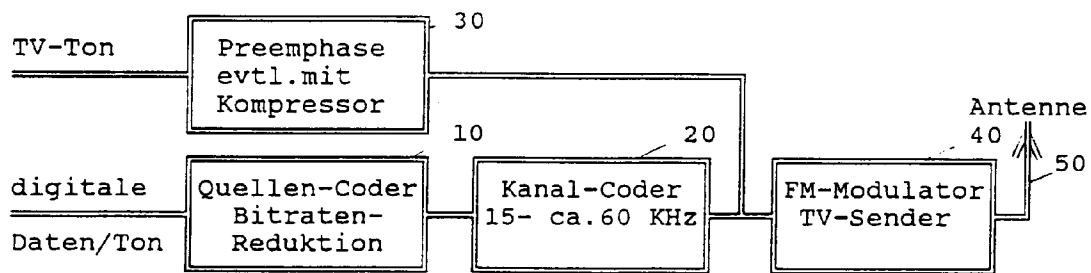 30
TV-Ton
Preemphase
evtl.mit
Kompressor
10
20
Antenne
40
50
digitale
Daten/Ton
Quellen-Coder
Bitraten-
Reduktion
Kanal-Coder
15- ca.60 KHz
FM-Modulator
TV-Sender